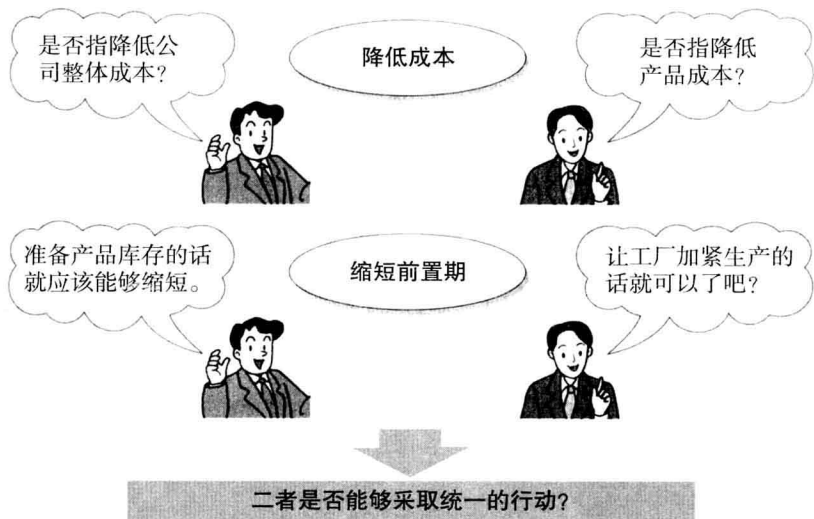 是否指降低公
司整体成本?
降低成本
是否指降低
产品成本?
准备产品库存的话
就应该能够缩短。
缩短前置期
让工厂加紧生产的
话就可以了吧?
二者是否能够采取统一的行动?